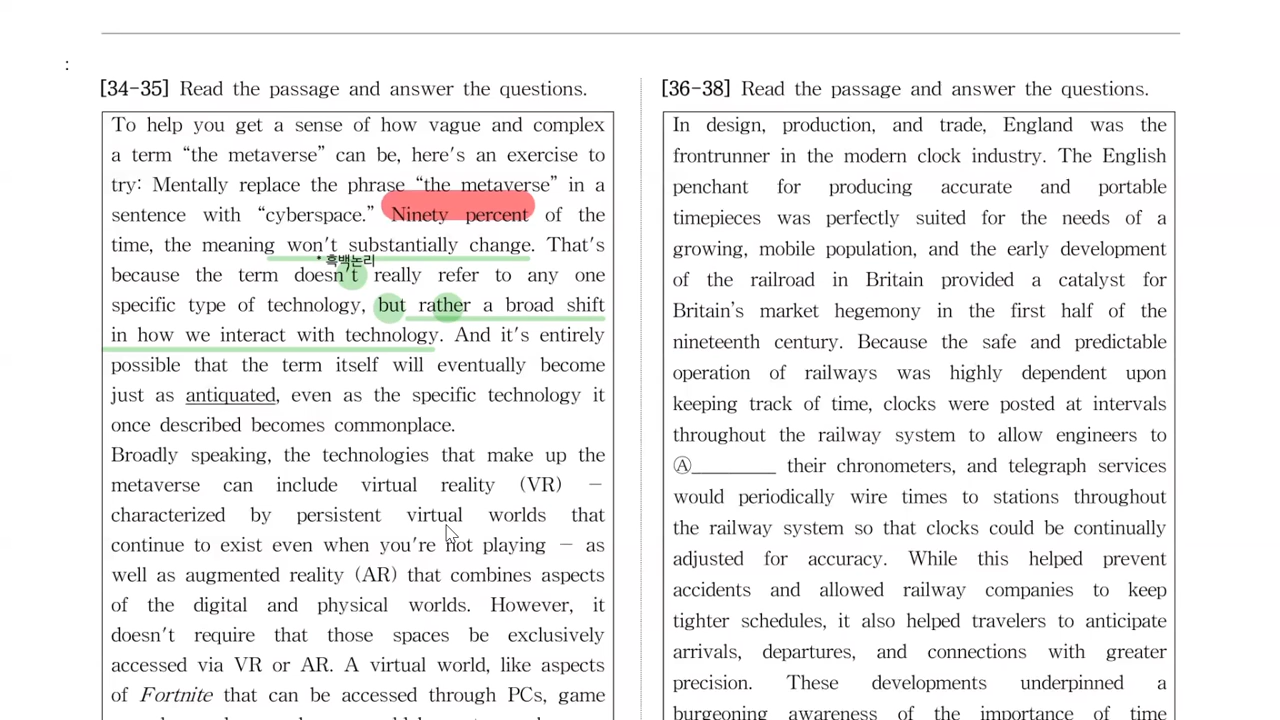 :
[34-35] Read the passage and answer the questions.
To help you get a sense of how vague and complex
a term “the metaverse” can be, here's an exercise to
try: Mentally replace the phrase “the metaverse” in a
sentence with “cyberspace.” Ninety percent of the
time, the meaning won't substantially change. That's
* 흑백논리
because the term doesn't really refer to any one
specific type of technology, but rather a broad shift
in how we interact with technology. And it's entirely
possible that the term itself will eventually become
just as antiquated, even as the specific technology it
once described becomes commonplace.
Broadly speaking, the technologies that make up the
metaverse can include virtual reality (VR) –
characterized by persistent virtual worlds that
continue to exist even when you're not playing – as
well as augmented reality (AR) that combines aspects
of the digital and physical worlds. However, it
doesn't require that those spaces be exclusively
accessed via VR or AR. A virtual world, like aspects
of Fortnite that can be accessed through PCs, game
[36-38] Read the passage and answer the questions.
In design, production, and trade, England was the
frontrunner in the modern clock industry. The English
penchant for producing accurate and portable
timepieces was perfectly suited for the needs of a
growing, mobile population, and the early development
of the railroad in Britain provided a catalyst for
Britain's market hegemony in the first half of the
nineteenth century. Because the safe and predictable
operation of railways was highly dependent upon
keeping track of time, clocks were posted at intervals
throughout the railway system to allow engineers to
Ⓐ________ their chronometers, and telegraph services
would periodically wire times to stations throughout
the railway system so that clocks could be continually
adjusted for accuracy. While this helped prevent
accidents and allowed railway companies to keep
tighter schedules, it also helped travelers to anticipate
arrivals, departures, and connections with greater
precision. These developments underpinned a
burgeoning awareness of the importance of time